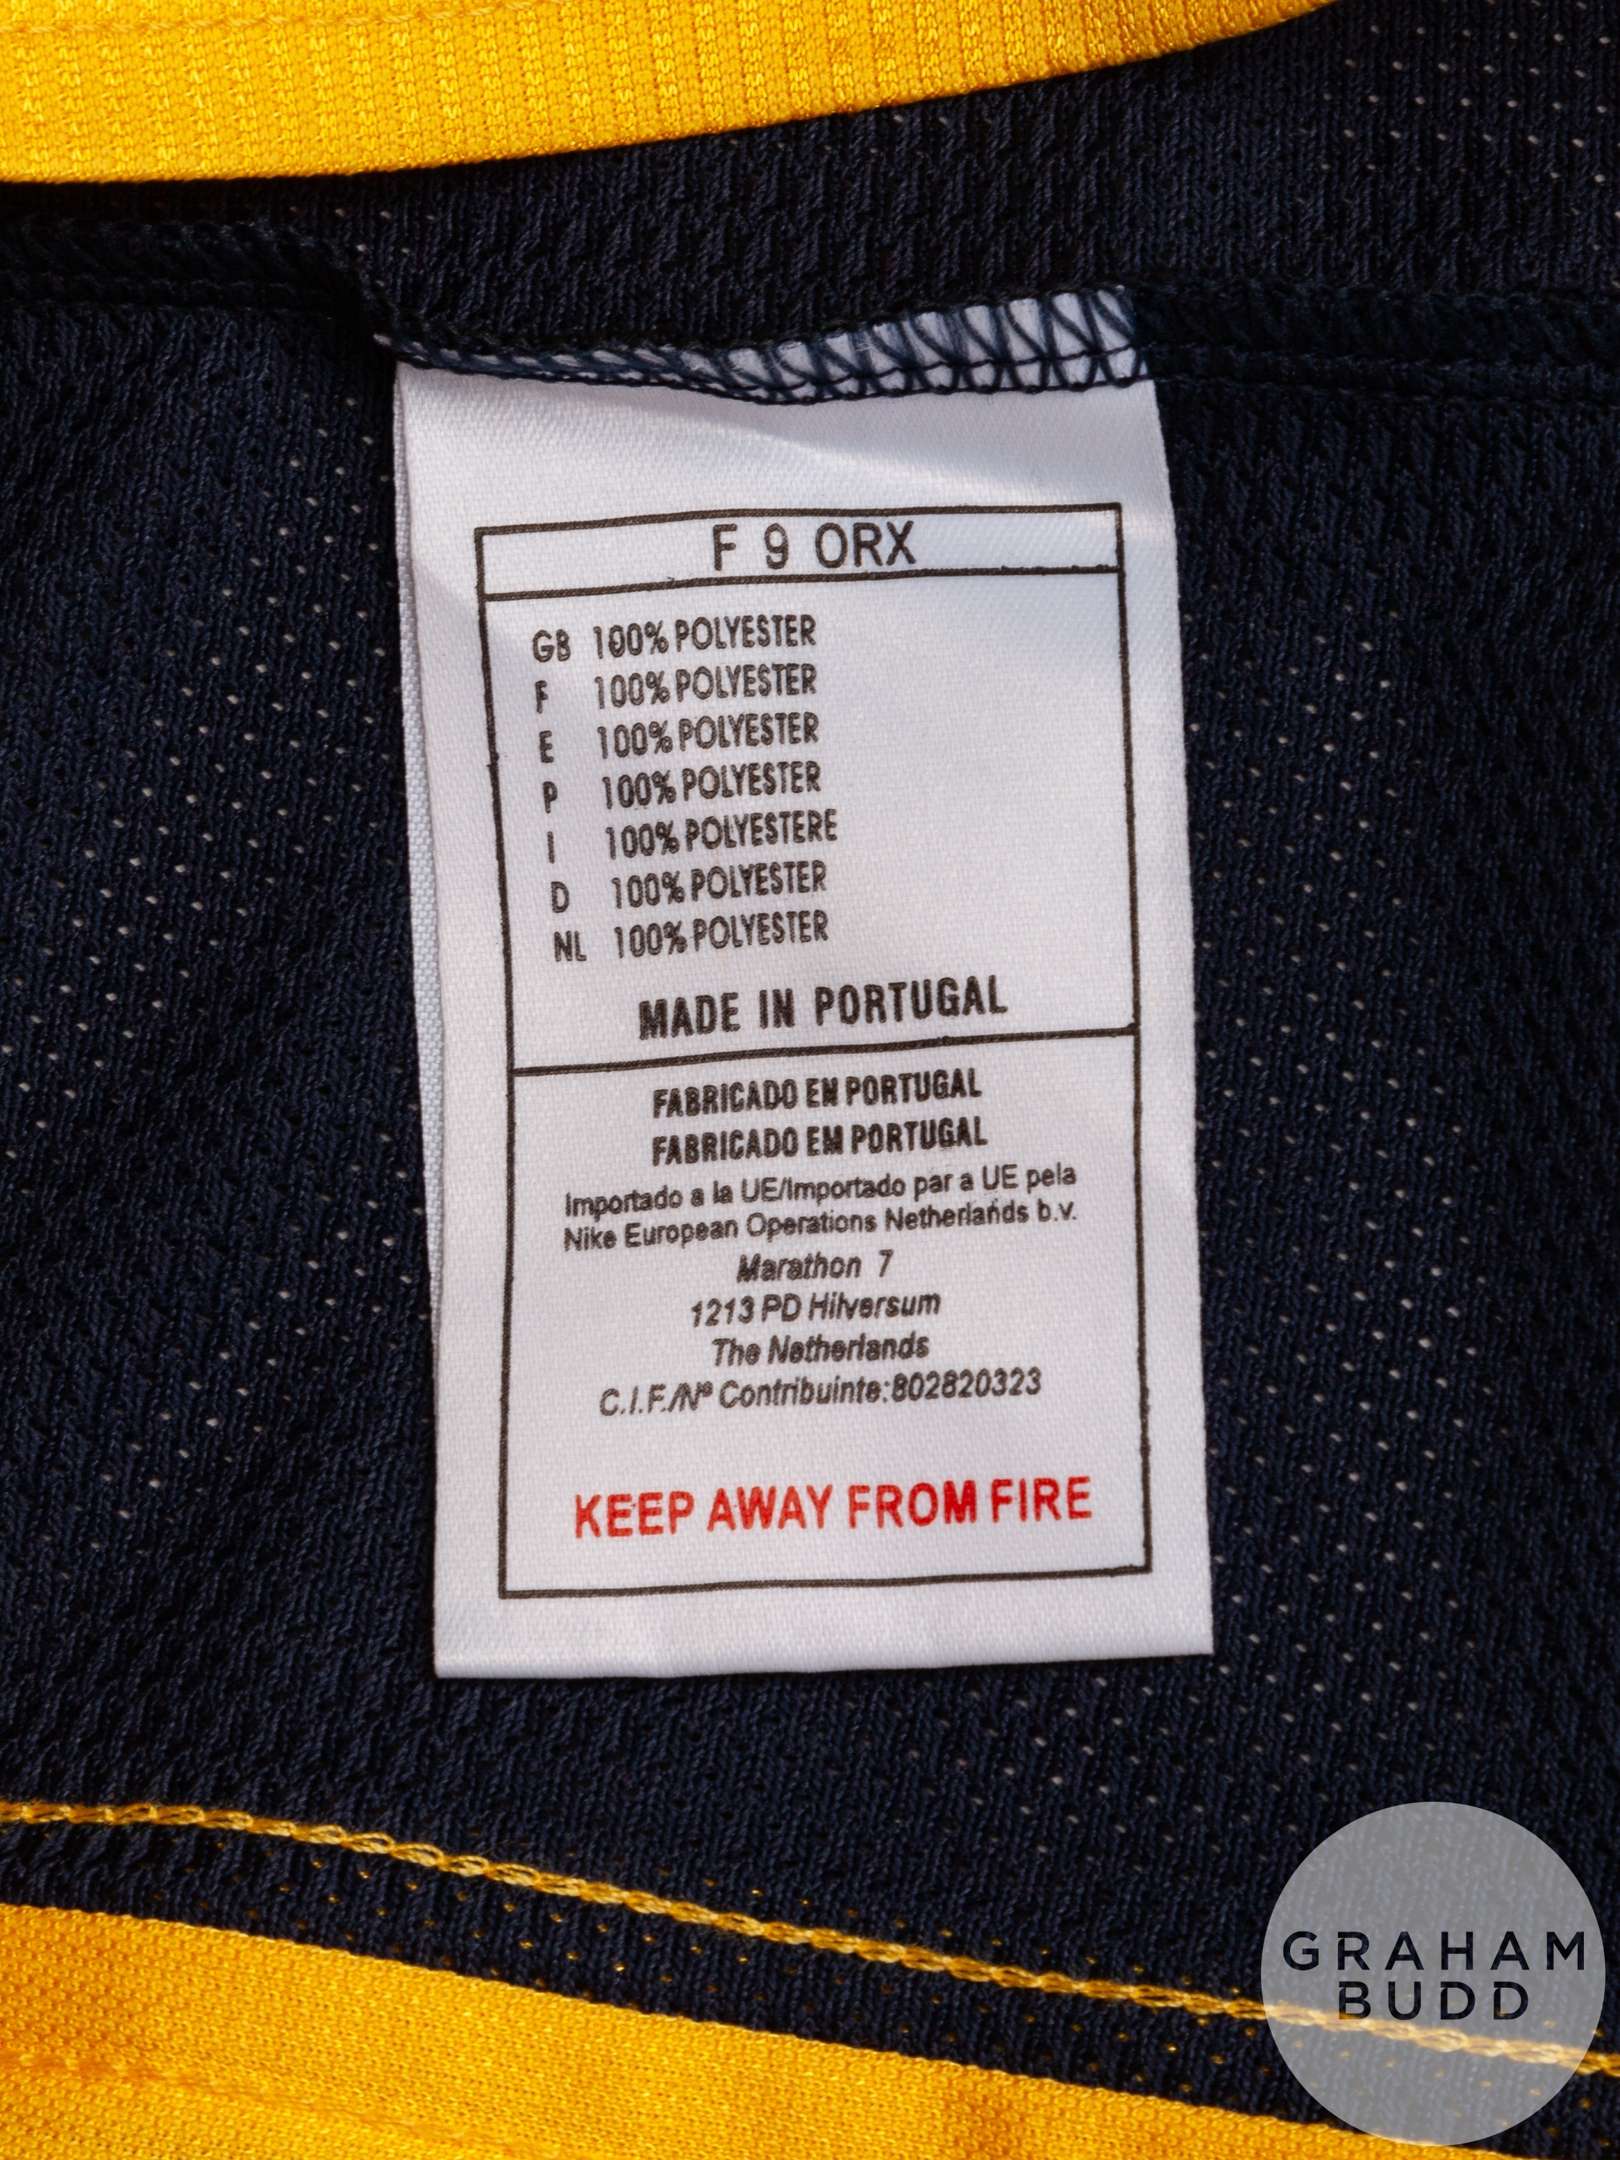 F 9 ORX
GB 100% POLYESTER
F 100% POLYESTER
E 100% POLYESTER
P 100% POLYESTER
I 100% POLYESTERE
D 100% POLYESTER
NL 100% POLYESTER
MADE IN PORTUGAL
FABRICADO EN PORTUGAL
FABRICADO EM PORTUGAL
Importado a la UE/Importado par a UE pela
Nike European Operations Netherlands b.v.
Marathon 7
1213 PD Hilversum
The Netherlands
C.I.F./Nº Contribuinte:802820323
KEEP AWAY FROM FIRE
GRAHAM
BUDD